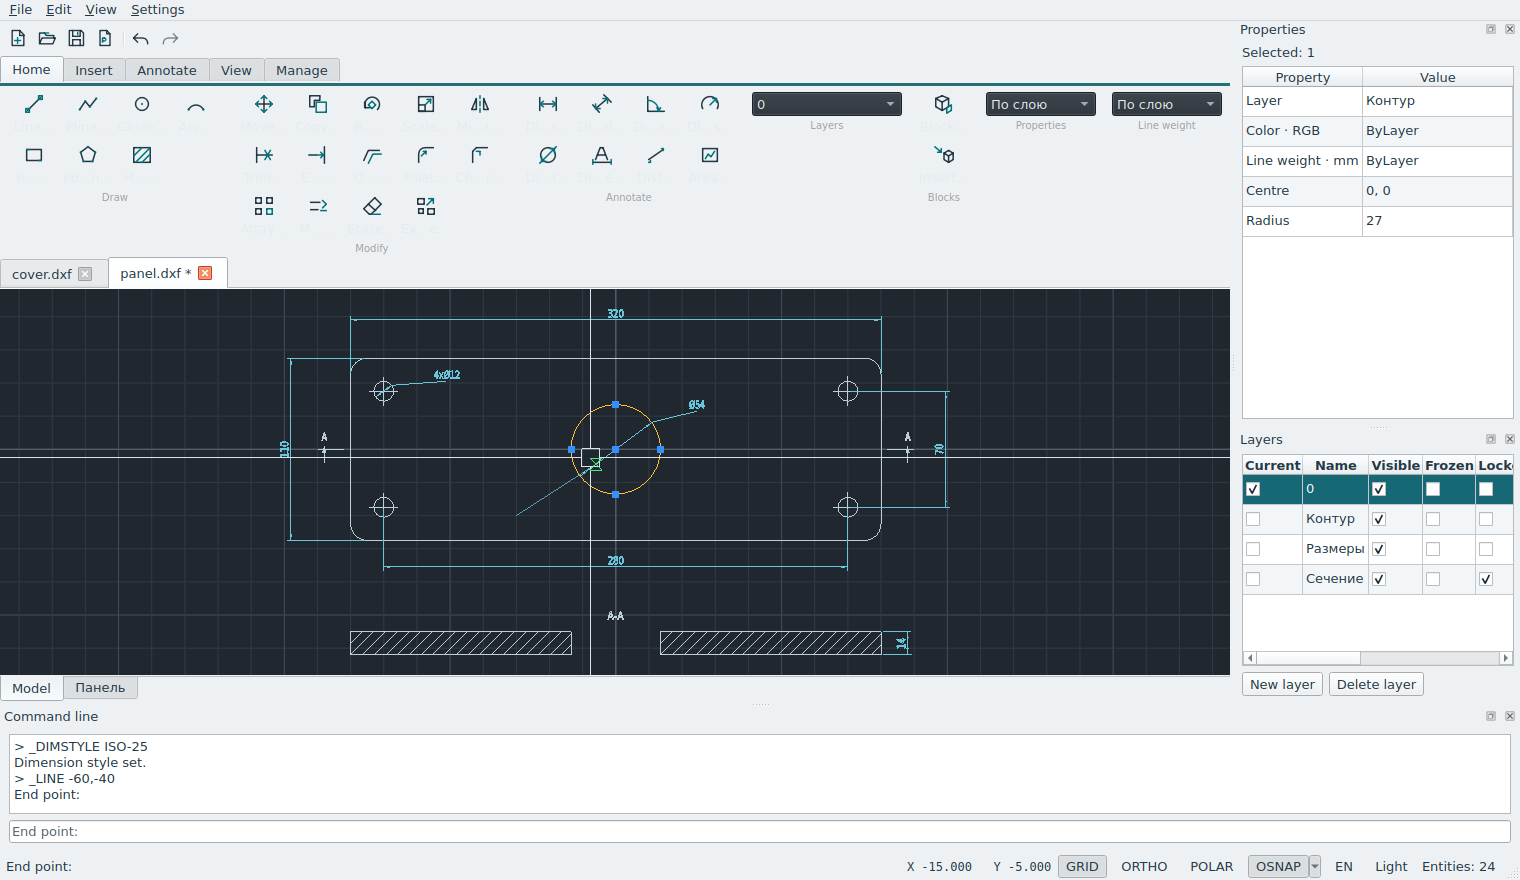 File Edit View Settings
Home Insert Annotate View Manage
0
По слою
По слою
Layers
Properties
Line weight
Draw
Annotate
Blocks
Modify
cover.dxf
panel.dxf *
320
4xØ12
Ø54
110
A
A
70
280
A-A
14
Model
Панель
Properties
Selected: 1
Property Value
Layer Контур
Color · RGB ByLayer
Line weight · mm ByLayer
Centre 0, 0
Radius 27
Layers
Current Name Visible Frozen Locke
0
Контур
Размеры
Сечение
New layer Delete layer
Command line
> _DIMSTYLE ISO-25
Dimension style set.
> _LINE -60,-40
End point:
End point:
End point:
X -15.000 Y -5.000 GRID ORTHO POLAR OSNAP EN Light Entities: 24